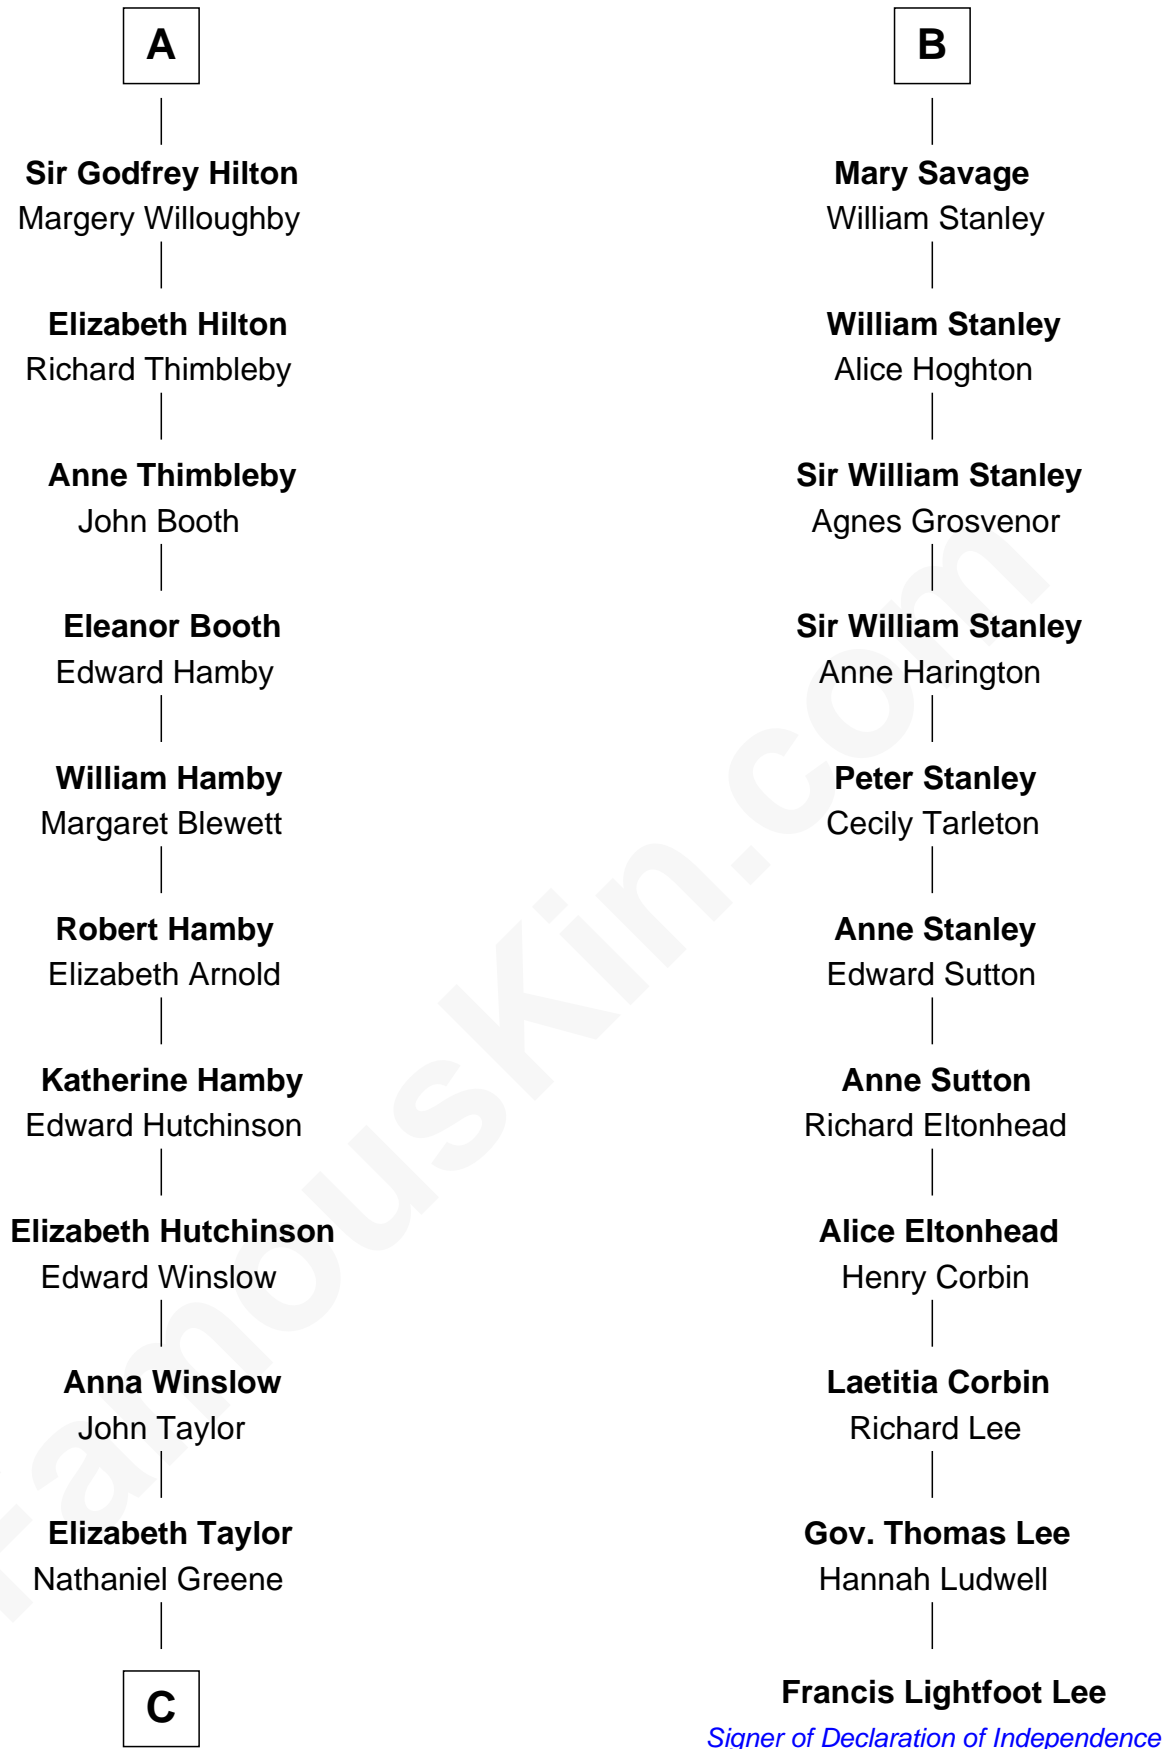 A
Sir Godfrey Hilton
Margery Willoughby
Elizabeth Hilton
Richard Thimbleby
Anne Thimbleby
John Booth
Eleanor Booth
Edward Hamby
William Hamby
Margaret Blewett
Robert Hamby
Elizabeth Arnold
Katherine Hamby
Edward Hutchinson
Elizabeth Hutchinson
Edward Winslow
Anna Winslow
John Taylor
Elizabeth Taylor
Nathaniel Greene
C
B
Mary Savage
William Stanley
William Stanley
Alice Hoghton
Sir William Stanley
Agnes Grosvenor
Sir William Stanley
Anne Harington
Peter Stanley
Cecily Tarleton
Anne Stanley
Edward Sutton
Anne Sutton
Richard Eltonhead
Alice Eltonhead
Henry Corbin
Laetitia Corbin
Richard Lee
Gov. Thomas Lee
Hannah Ludwell
Francis Lightfoot Lee
Signer of Declaration of Independence
FamousKin.com